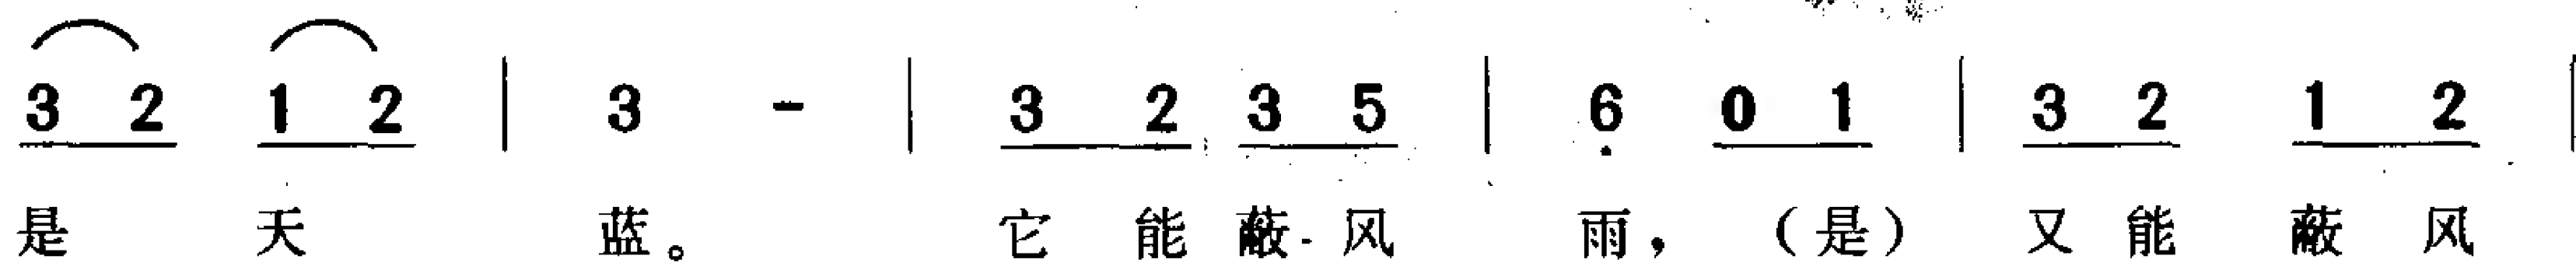 3 2 1 2 | 3 - | 3 2 3 5 | 6 0 1 | 3 2 1 2 |
是 天 蓝。 它 能 蔽 风 雨，（是）又 能 蔽 风